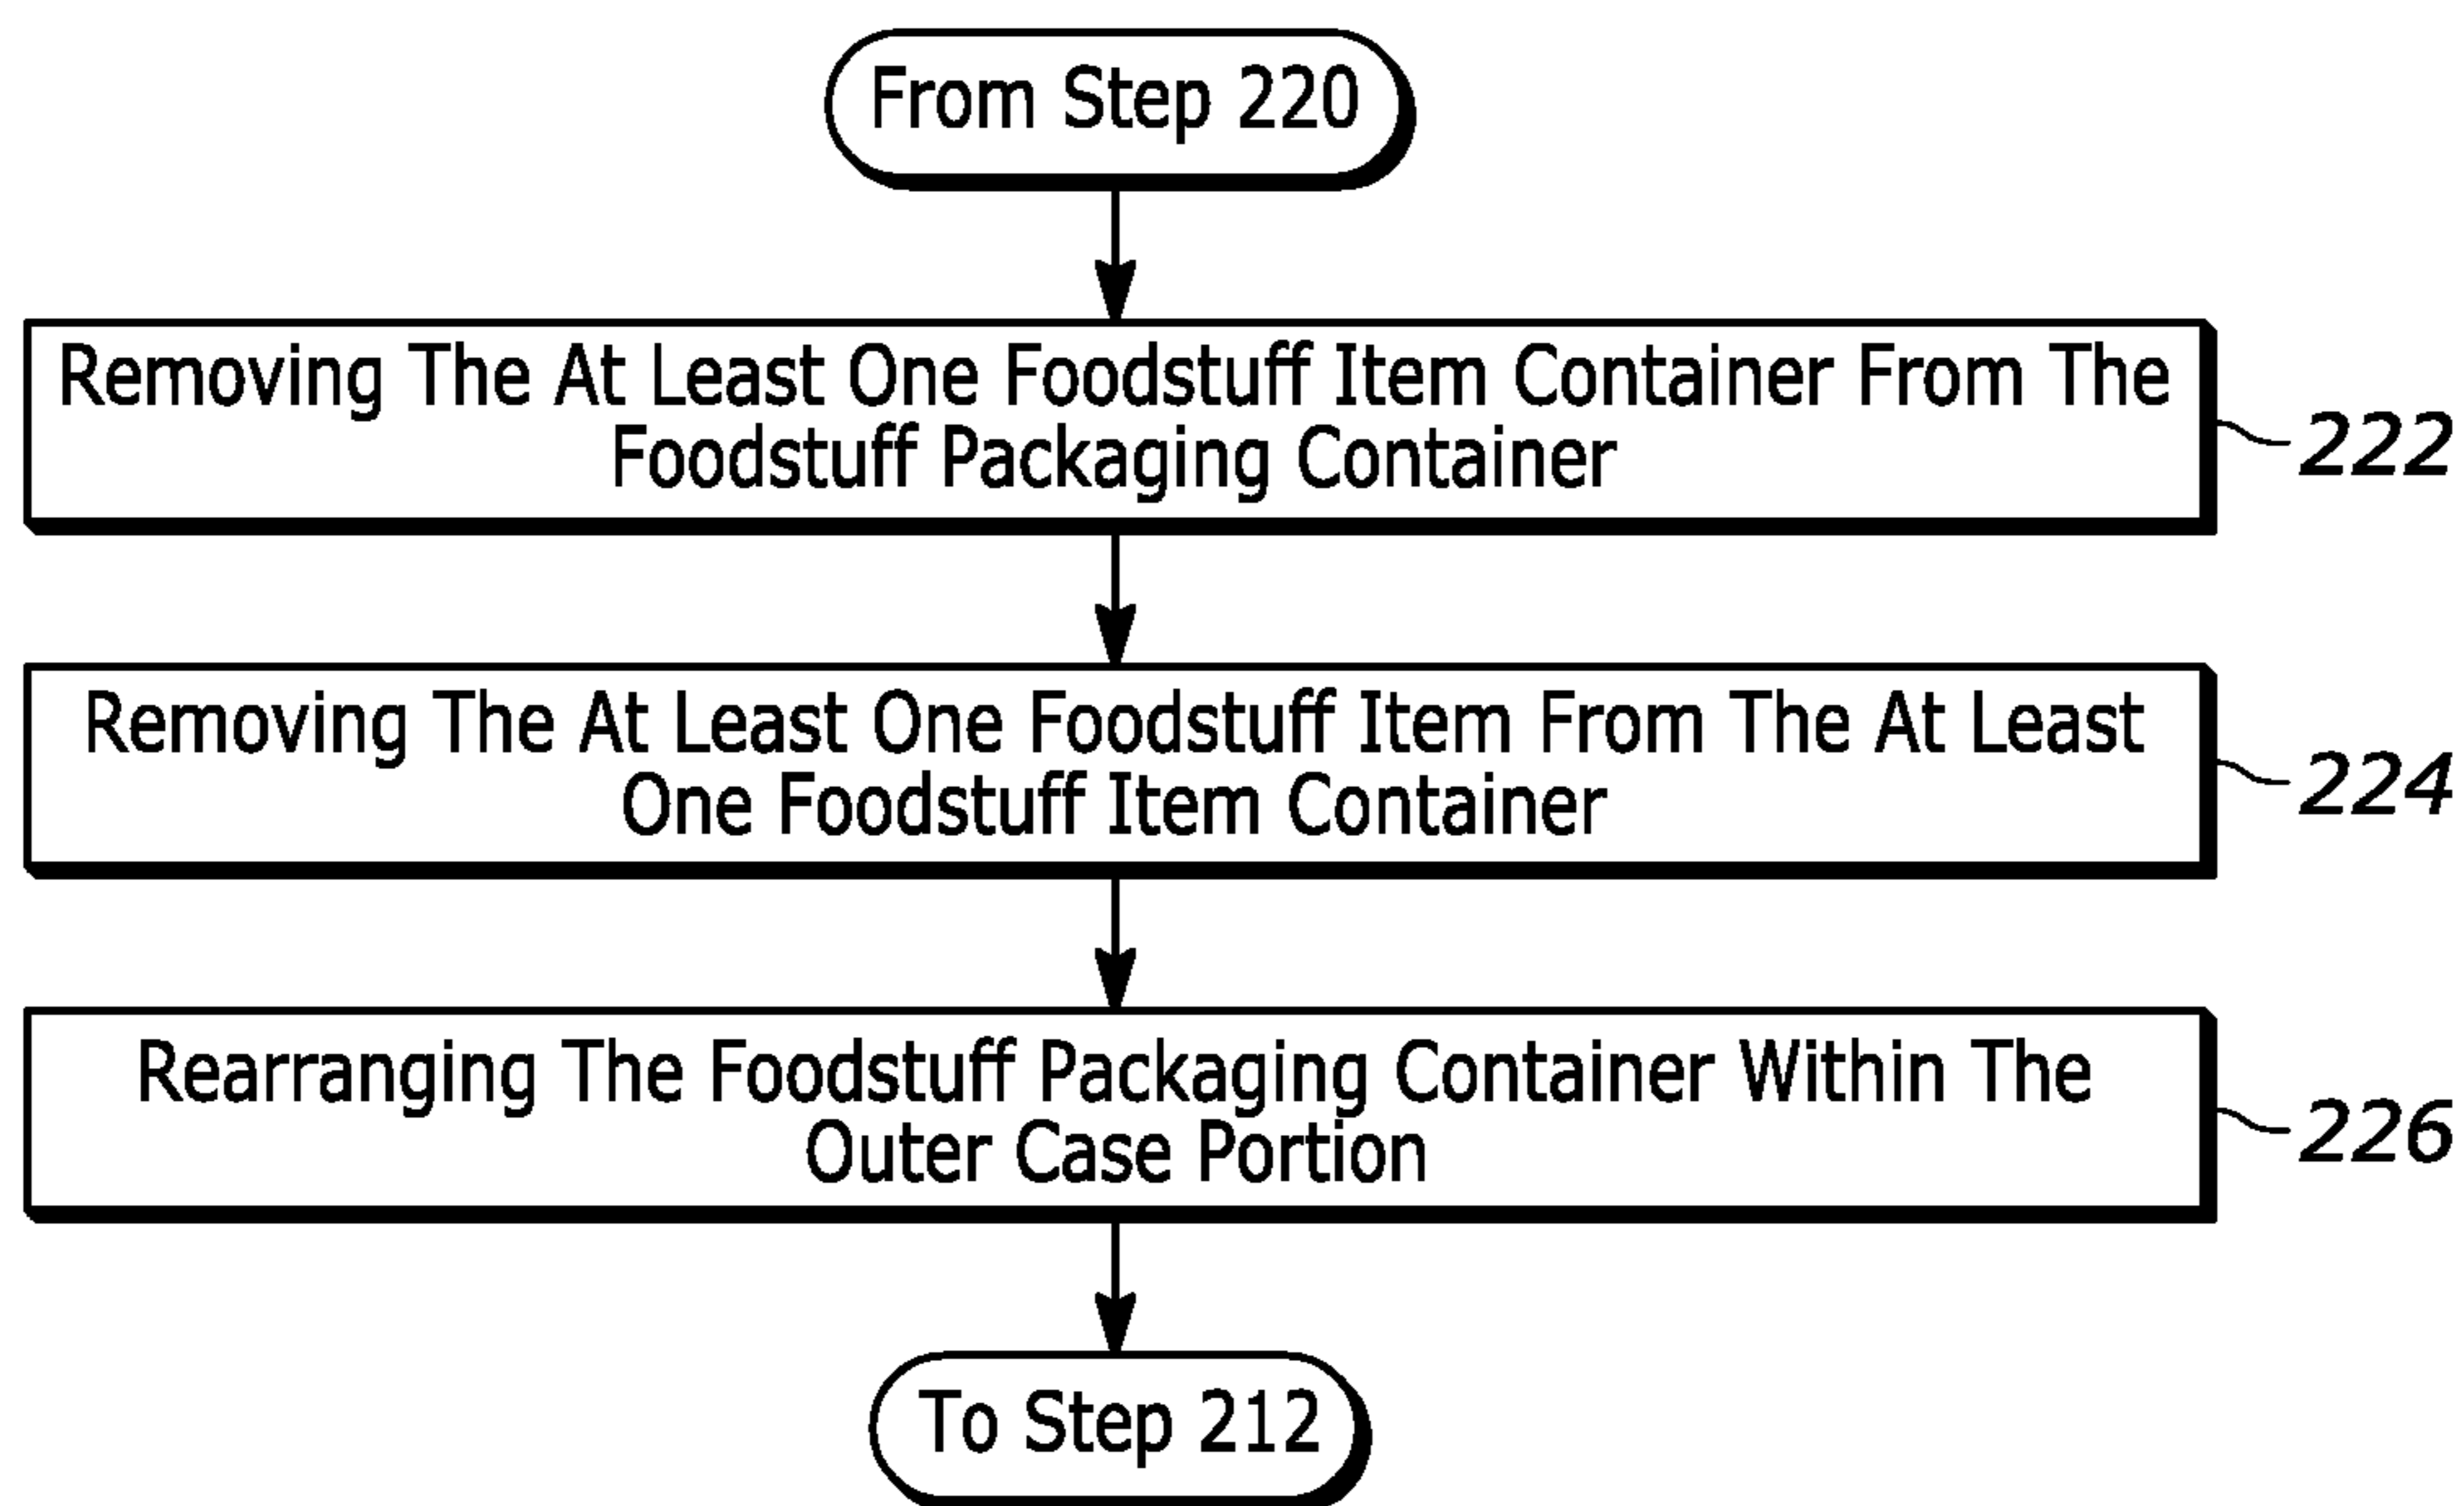 From Step 220
Removing The At Least One Foodstuff Item Container From The
Foodstuff Packaging Container
222
Removing The At Least One Foodstuff Item From The At Least
One Foodstuff Item Container
224
Rearranging The Foodstuff Packaging Container Within The
Outer Case Portion
226
To Step 212